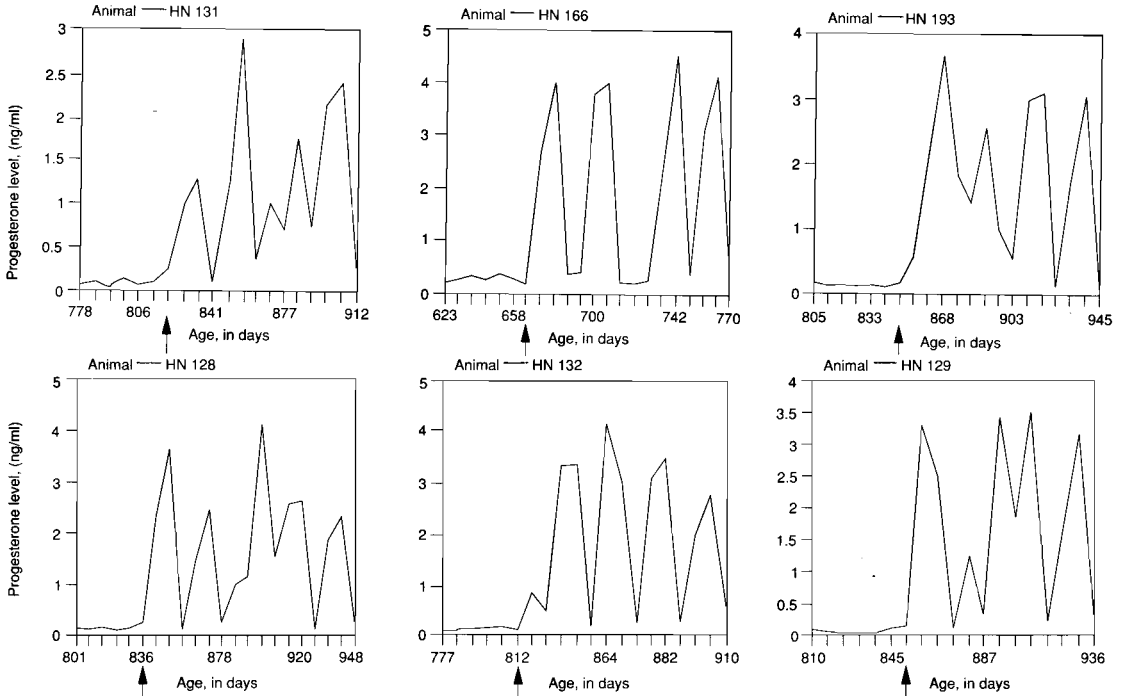 Animal — HN 131
Animal — HN 166
Animal — HN 193
Progesterone level, (ng/ml)
3
2.5
2
1.5
1
0.5
0
778 806 841 877 912
Age, in days
5
4
3
2
1
0
623 658 700 742 770
Age, in days
4
3
2
1
0
805 833 868 903 945
Age, in days
Animal — HN 128
Animal — HN 132
Animal — HN 129
Progesterone level, (ng/ml)
5
4
3
2
1
0
801 836 878 920 948
Age, in days
5
4
3
2
1
0
777 812 864 882 910
Age, in days
4
3.5
3
2.5
2
1.5
1
0.5
0
810 845 887 936
Age, in days